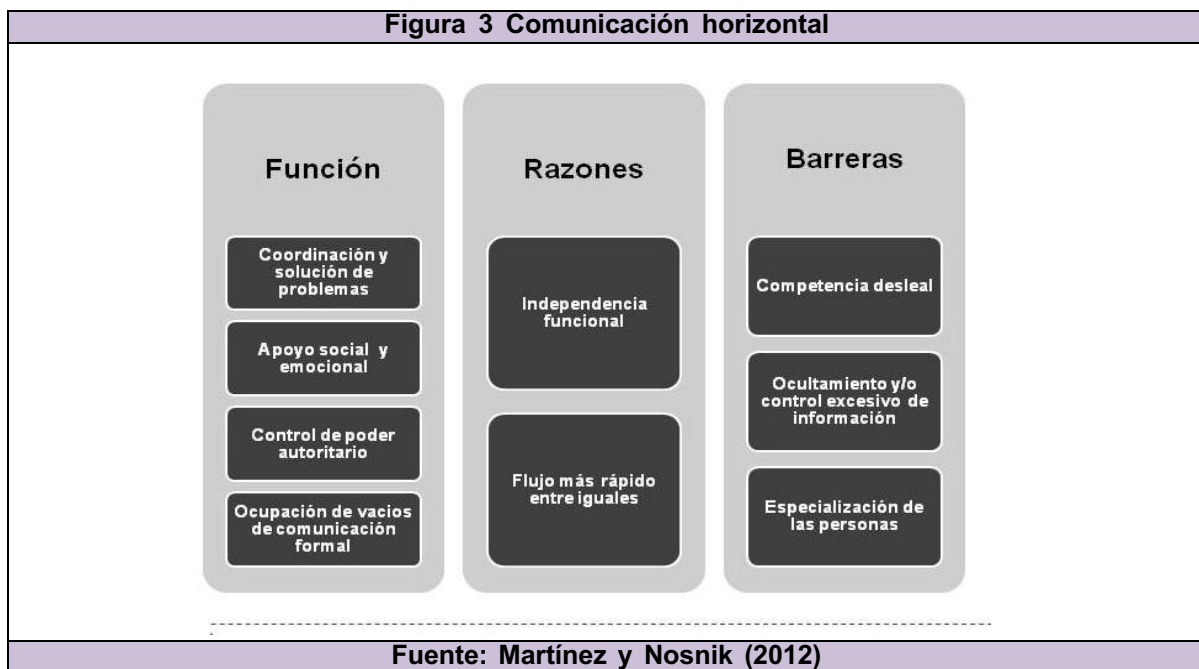 Figura 3 Comunicación horizontal
Función
Coordinación y
solución de
problemas
Apoyo social y
emocional
Control de poder
autoritario
Ocupación de vacios
de comunicación
formal
Razones
Independencia
funcional
Flujo más rápido
entre iguales
Barreras
Competencia desleal
Ocultamiento y/o
control excesivo de
información
Especialización de
las personas
Fuente: Martínez y Nosnik (2012)